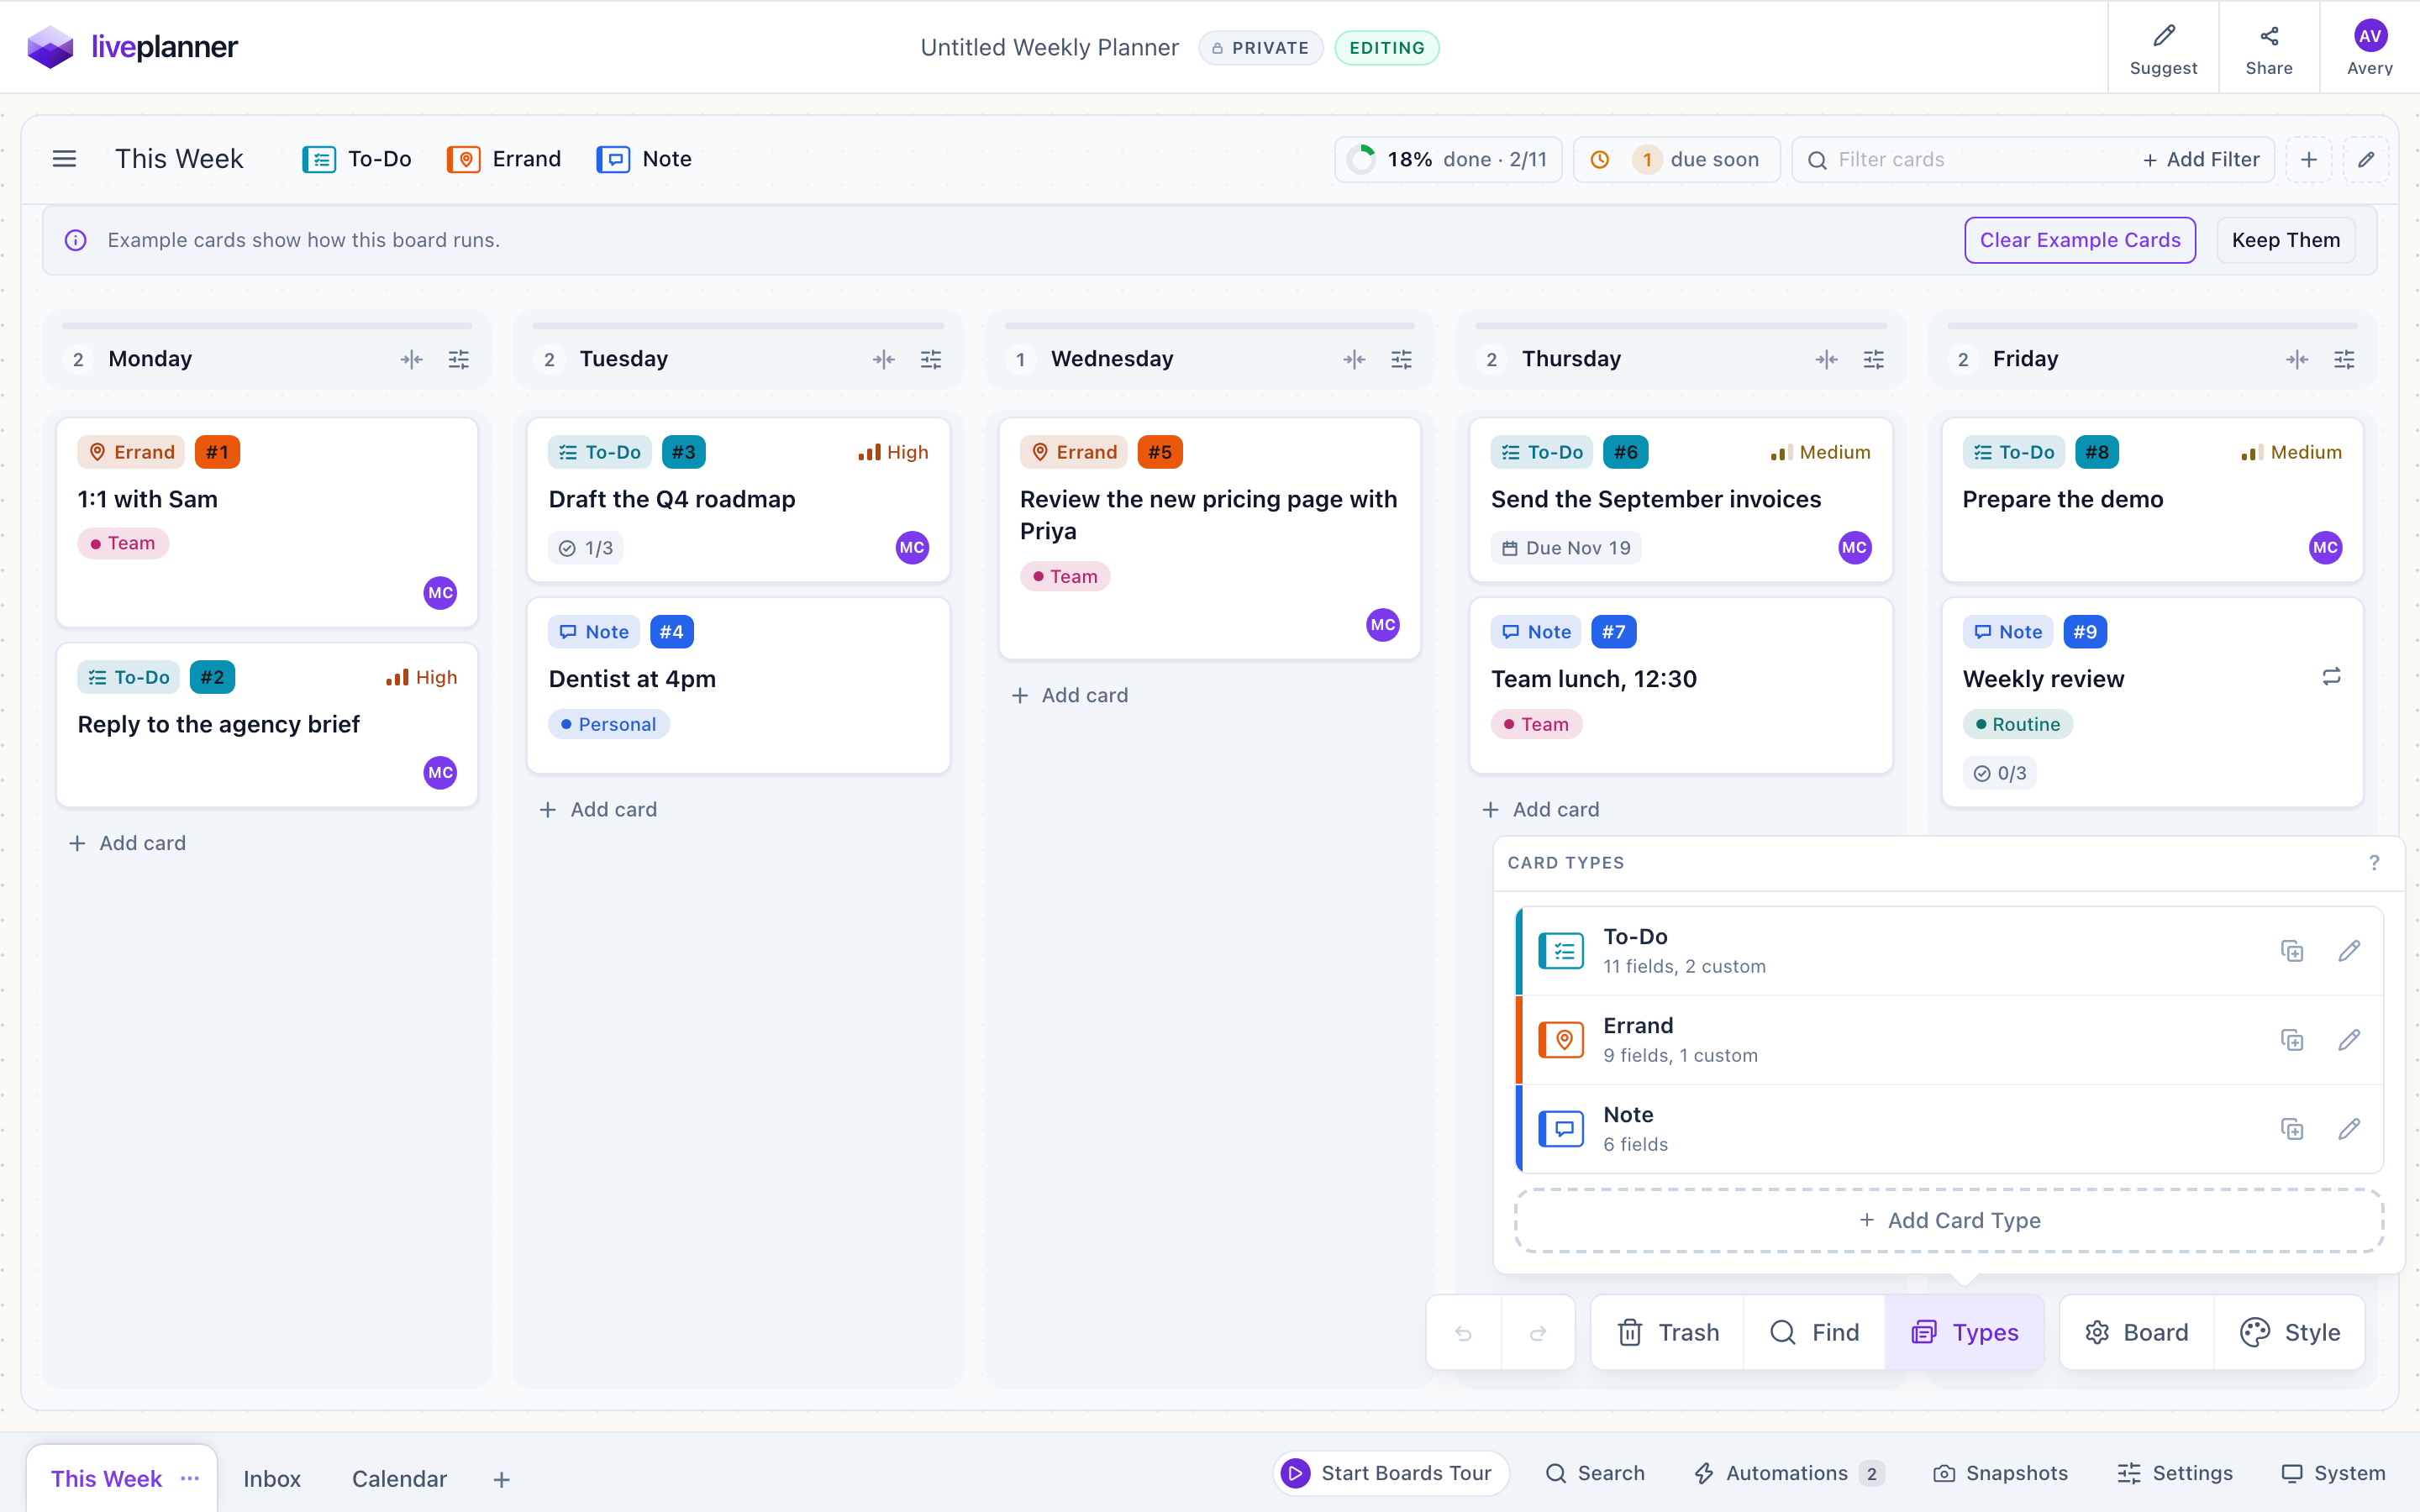 liveplanner
Untitled Weekly Planner PRIVATE EDITING
Suggest Share AV Avery
This Week To-Do Errand Note
18% done · 2/11 1 due soon Filter cards + Add Filter
Example cards show how this board runs.
Clear Example Cards Keep Them
2 Monday
Errand #1
1:1 with Sam
Team
MC
To-Do #2 High
Reply to the agency brief
MC
+ Add card
2 Tuesday
To-Do #3 High
Draft the Q4 roadmap
1/3 MC
Note #4
Dentist at 4pm
Personal
+ Add card
1 Wednesday
Errand #5
Review the new pricing page with
Priya
Team
MC
+ Add card
2 Thursday
To-Do #6 Medium
Send the September invoices
Due Nov 19 MC
Note #7
Team lunch, 12:30
Team
+ Add card
2 Friday
To-Do #8 Medium
Prepare the demo
MC
Note #9
Weekly review
Routine
0/3
CARD TYPES ?
To-Do
11 fields, 2 custom
Errand
9 fields, 1 custom
Note
6 fields
+ Add Card Type
Trash Find Types Board Style
This Week Inbox Calendar +
Start Boards Tour Search Automations 2 Snapshots Settings System